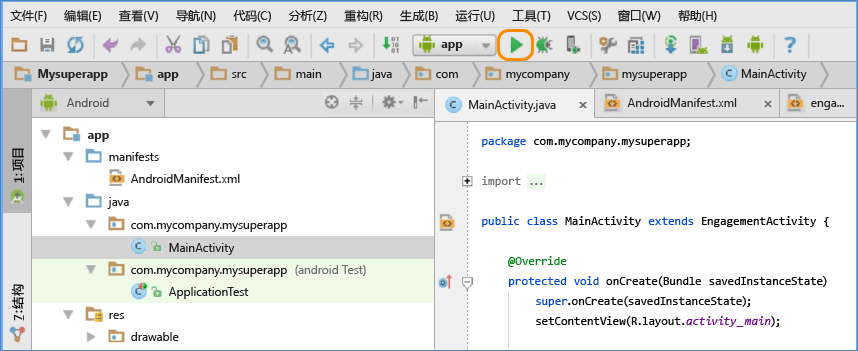 文件(F) 编辑(E) 查看(V) 导航(N) 代码(C) 分析(Z) 重构(R) 生成(B) 运行(U) 工具(T) VCS(S) 窗口(W) 帮助(H)
app
Mysuperapp app src main java com mycompany mysuperapp MainActivity
Android
MainActivity.java AndroidManifest.xml enga...
1:项目
7:结构
app
manifests
AndroidManifest.xml
java
com.mycompany.mysuperapp
MainActivity
com.mycompany.mysuperapp (android Test)
ApplicationTest
res
drawable
package com.mycompany.mysuperapp;
import ...
public class MainActivity extends EngagementActivity {
@Override
protected void onCreate(Bundle savedInstanceState)
super.onCreate(savedInstanceState);
setContentView(R.layout.activity_main);